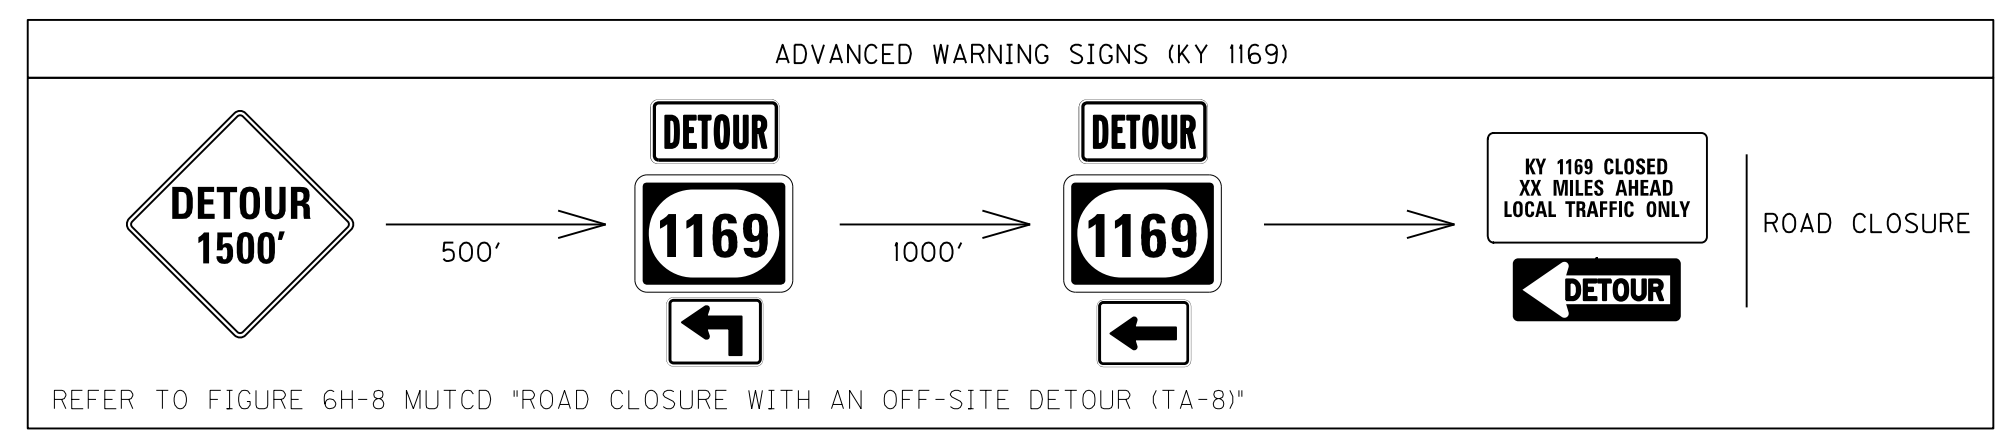 ADVANCED WARNING SIGNS (KY 1169)
DETOUR
1500'
500'
DETOUR
1169
1000'
DETOUR
1169
KY 1169 CLOSED
XX MILES AHEAD
LOCAL TRAFFIC ONLY
DETOUR
ROAD CLOSURE
REFER TO FIGURE 6H-8 MUTCD "ROAD CLOSURE WITH AN OFF-SITE DETOUR (TA-8)"